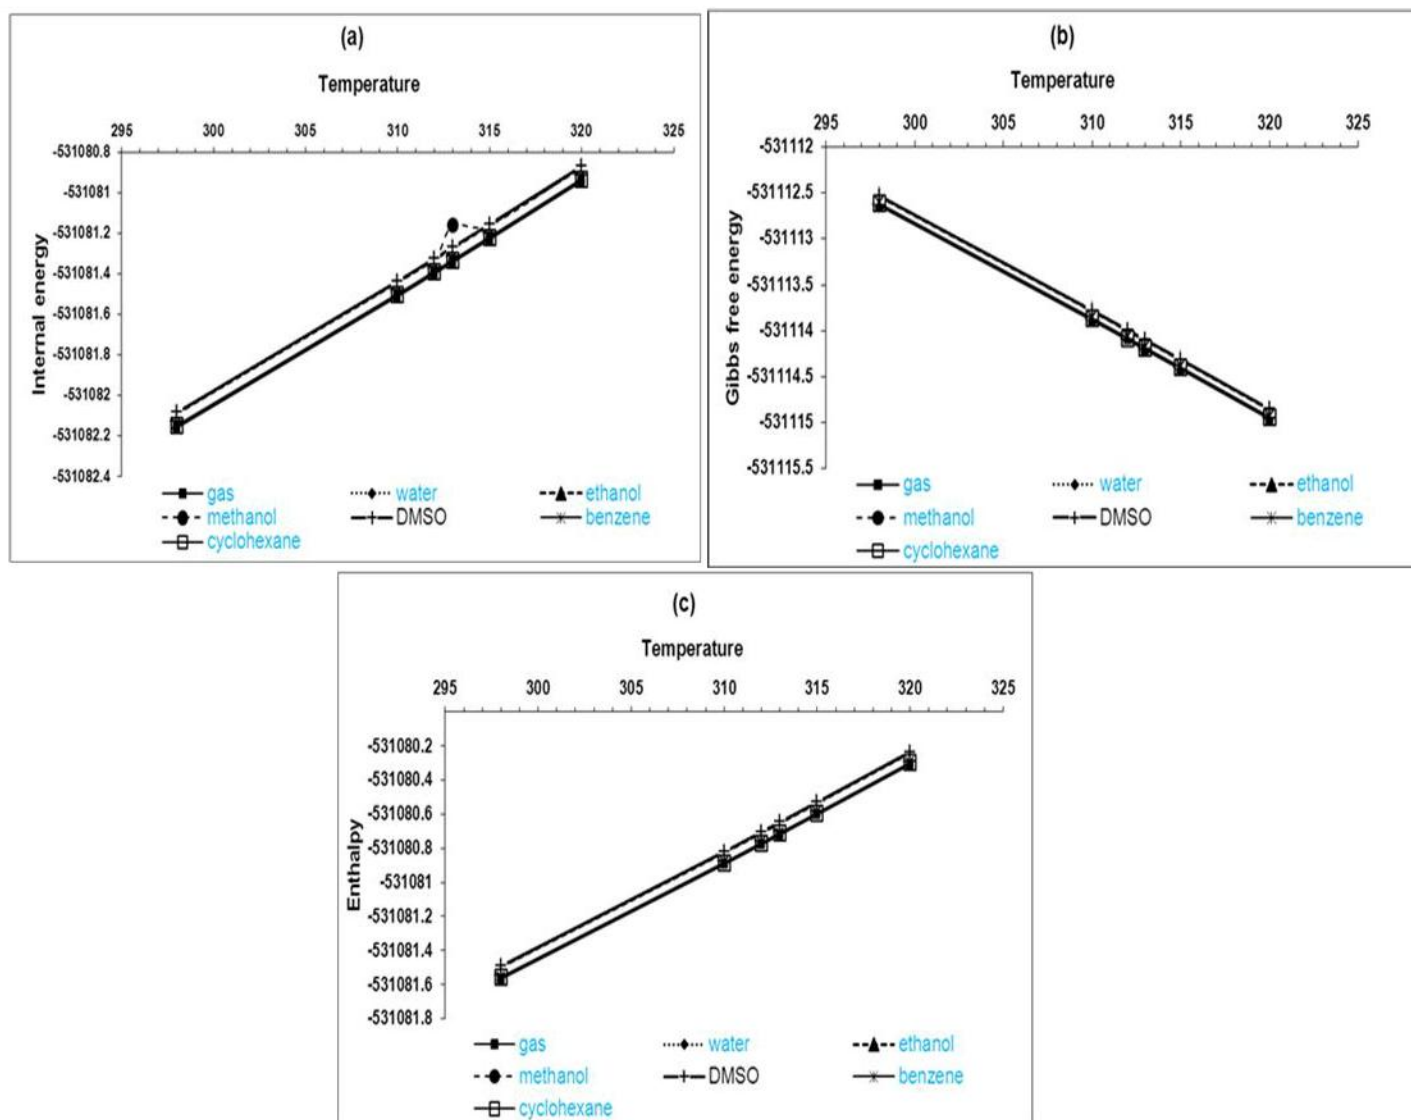 (a)
Temperature
295 300 305 310 315 320 325
-531080.8
-531081
-531081.2
-531081.4
-531081.6
-531081.8
-531082
-531082.2
-531082.4
Internal energy
gas water ethanol
methanol DMSO benzene
cyclohexane
(b)
Temperature
295 300 305 310 315 320 325
-531112
-531112.5
-531113
-531113.5
-531114
-531114.5
-531115
-531115.5
Gibbs free energy
gas water ethanol
methanol DMSO benzene
cyclohexane
(c)
Temperature
295 300 305 310 315 320 325
-531080.2
-531080.4
-531080.6
-531080.8
-531081
-531081.2
-531081.4
-531081.6
-531081.8
Enthalpy
gas water ethanol
methanol DMSO benzene
cyclohexane